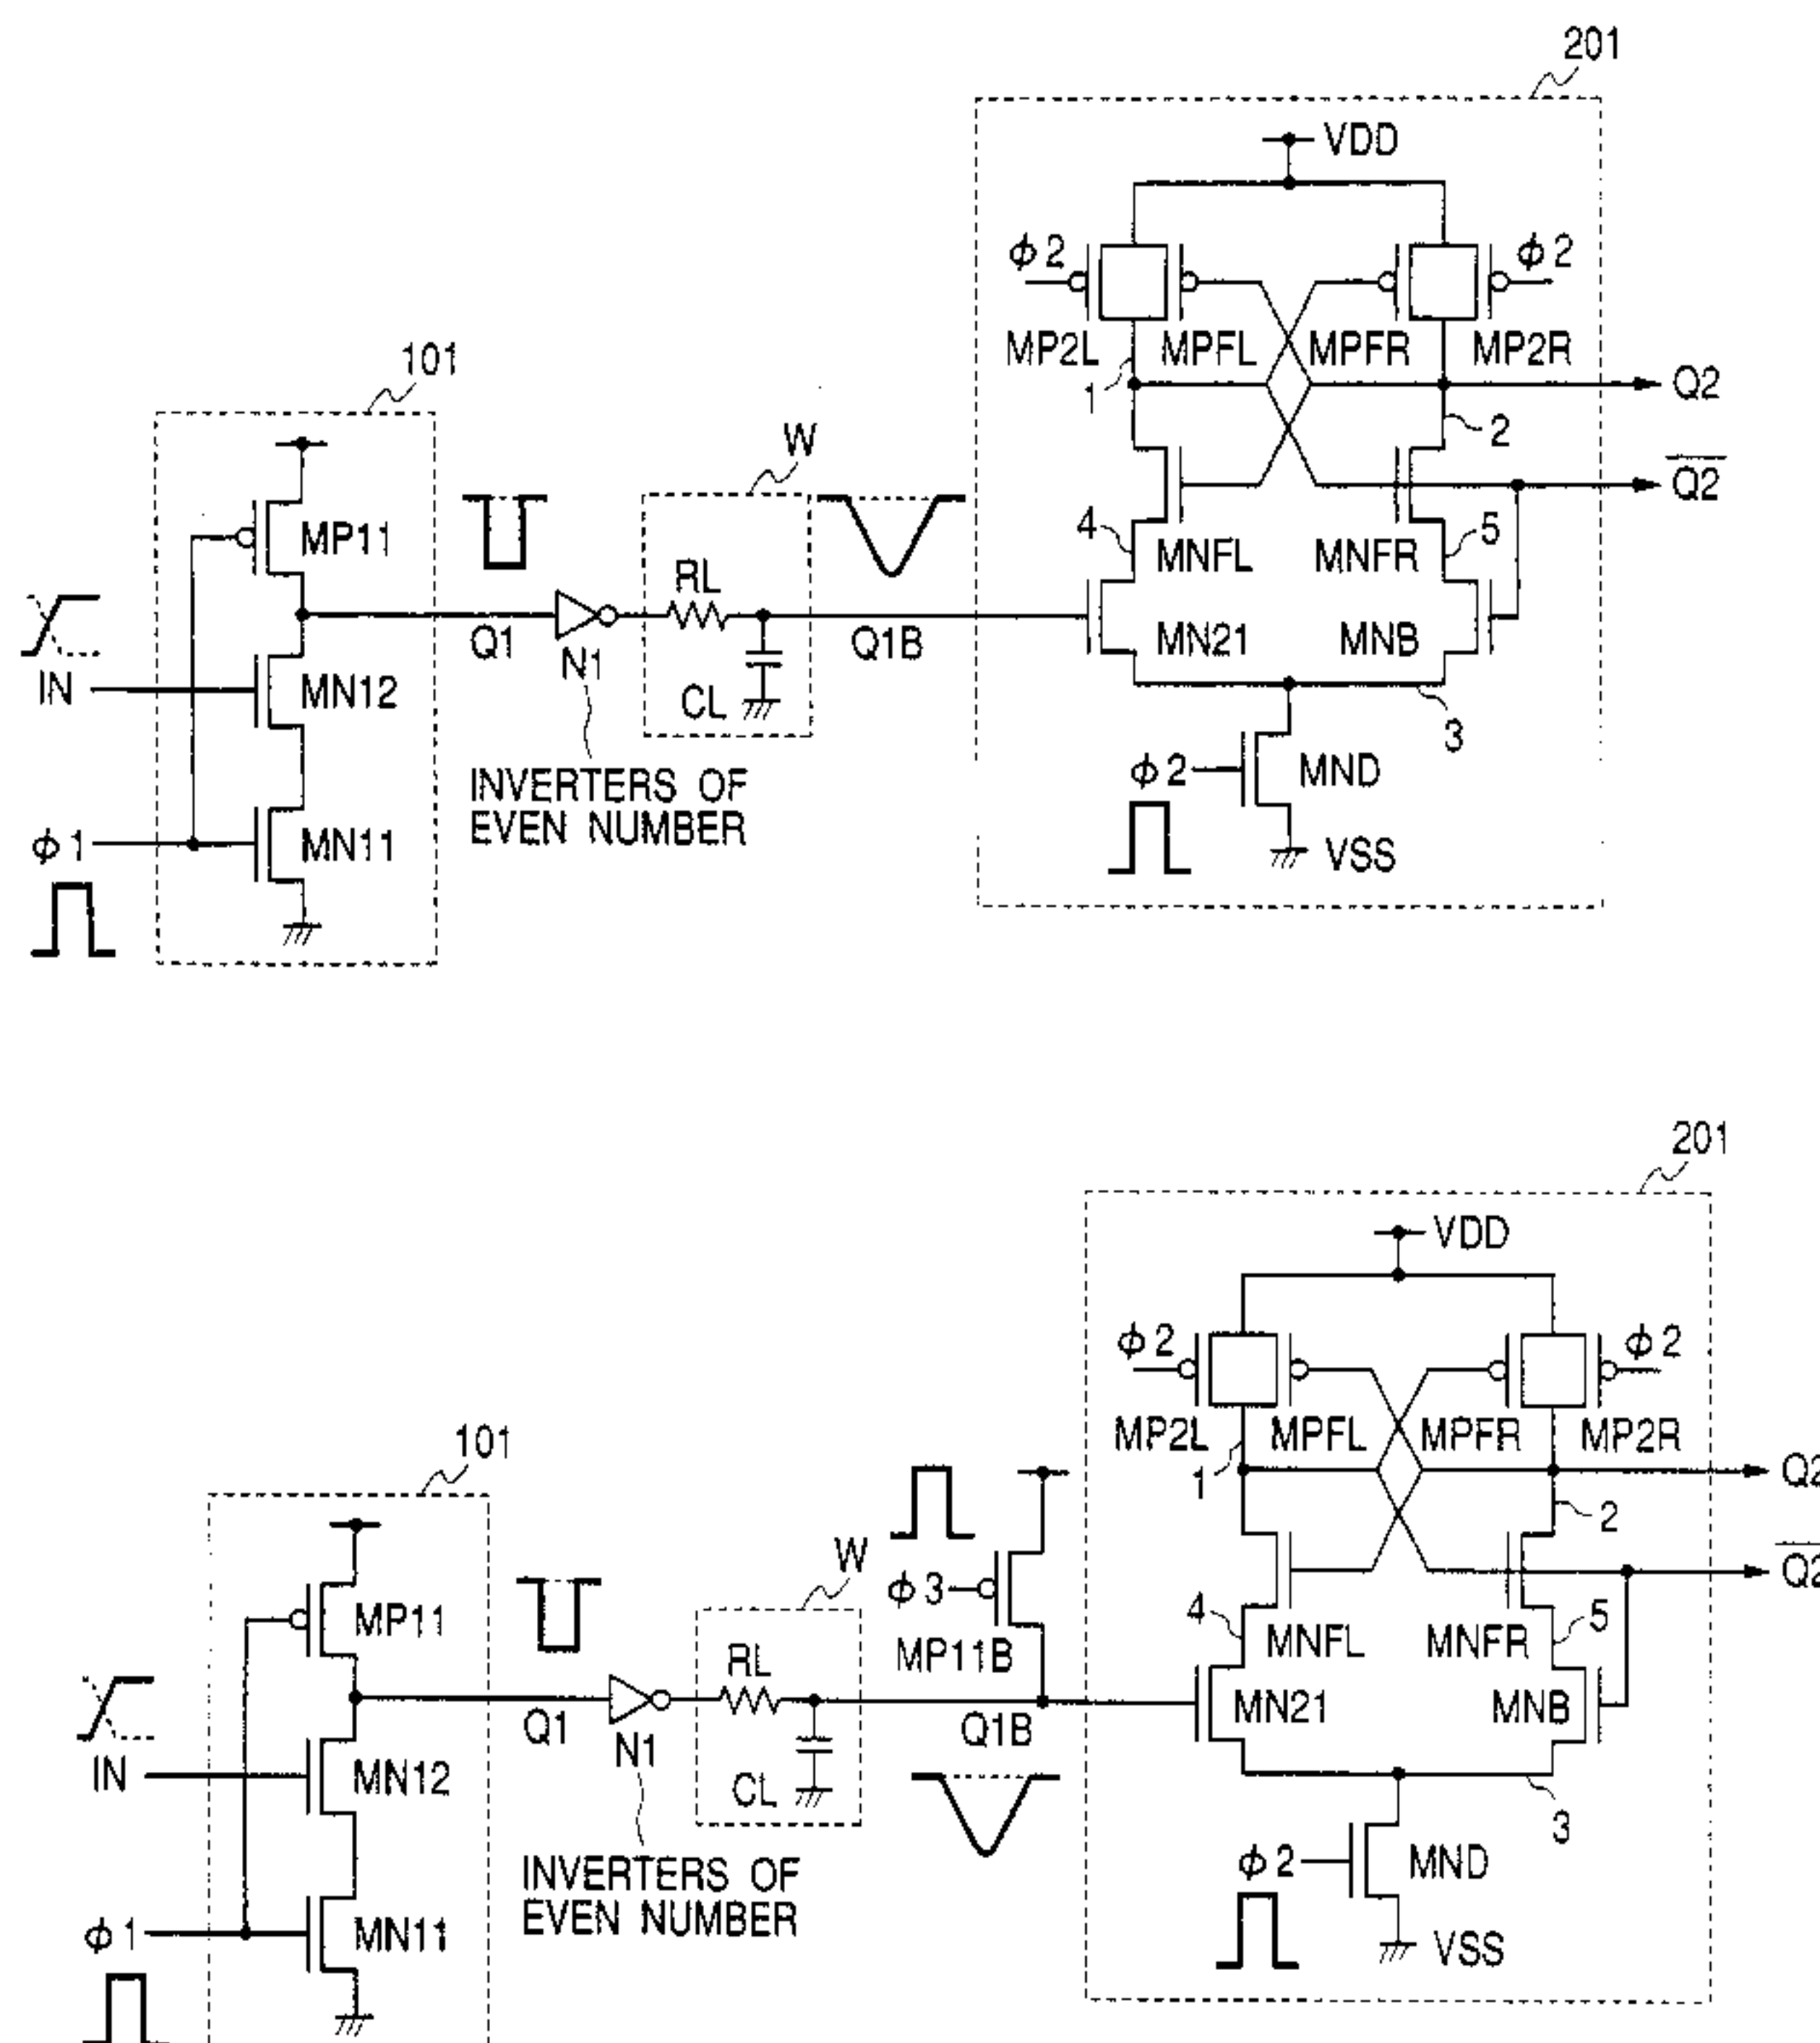 201
VDD
ϕ2
ϕ2
MP2L
MPFL
MPFR
MP2R
1
Q2
2
Q2
101
W
MP11
4
MNFL
MNFR
5
RL
IN
Q1
N1
Q1B
MN21
MNB
MN12
CL
3
INVERTERS OF
EVEN NUMBER
ϕ2
MND
ϕ1
MN11
VSS
201
VDD
ϕ2
ϕ2
MP2L
MPFL
MPFR
MP2R
101
1
Q2
2
W
ϕ3
Q2
MP11
4
MNFL
MNFR
5
RL
MP11B
IN
Q1
N1
Q1B
MN21
MNB
MN12
CL
3
INVERTERS OF
EVEN NUMBER
ϕ2
MND
ϕ1
MN11
VSS